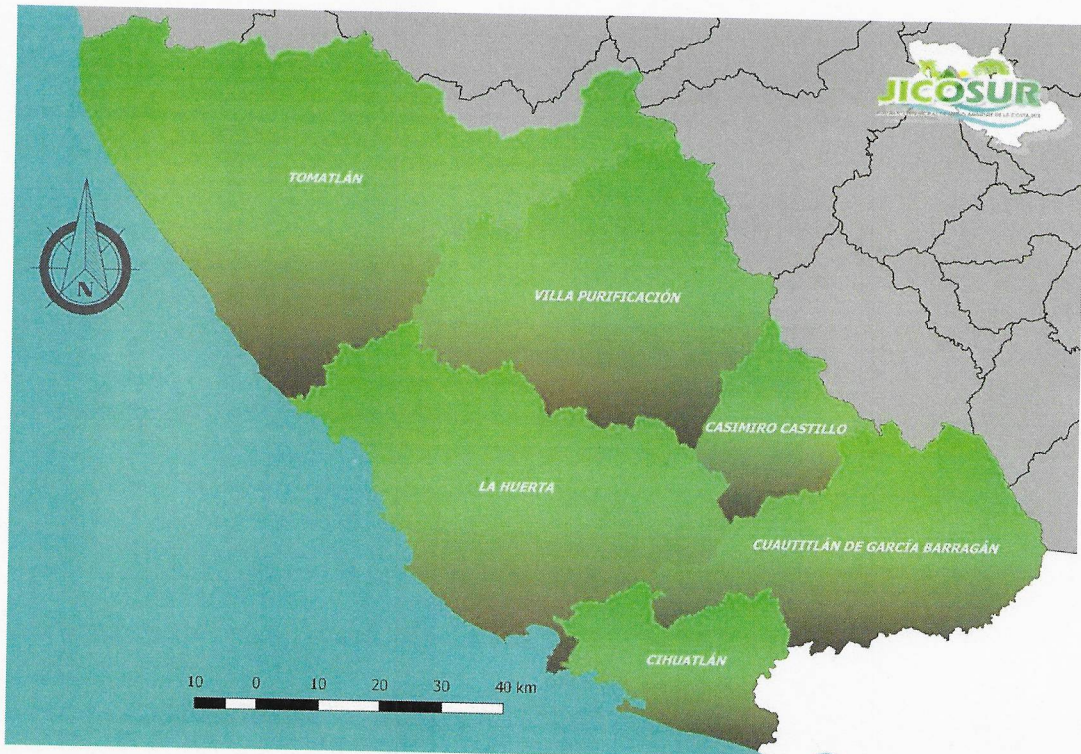 JICOSUR
TOMATLÁN
N
VILLA PURIFICACIÓN
CASIMIRO CASTILLO
LA HUERTA
CUAUTITLÁN DE GARCÍA BARRAGÁN
CIHUATLÁN
10 0 10 20 30 40 km